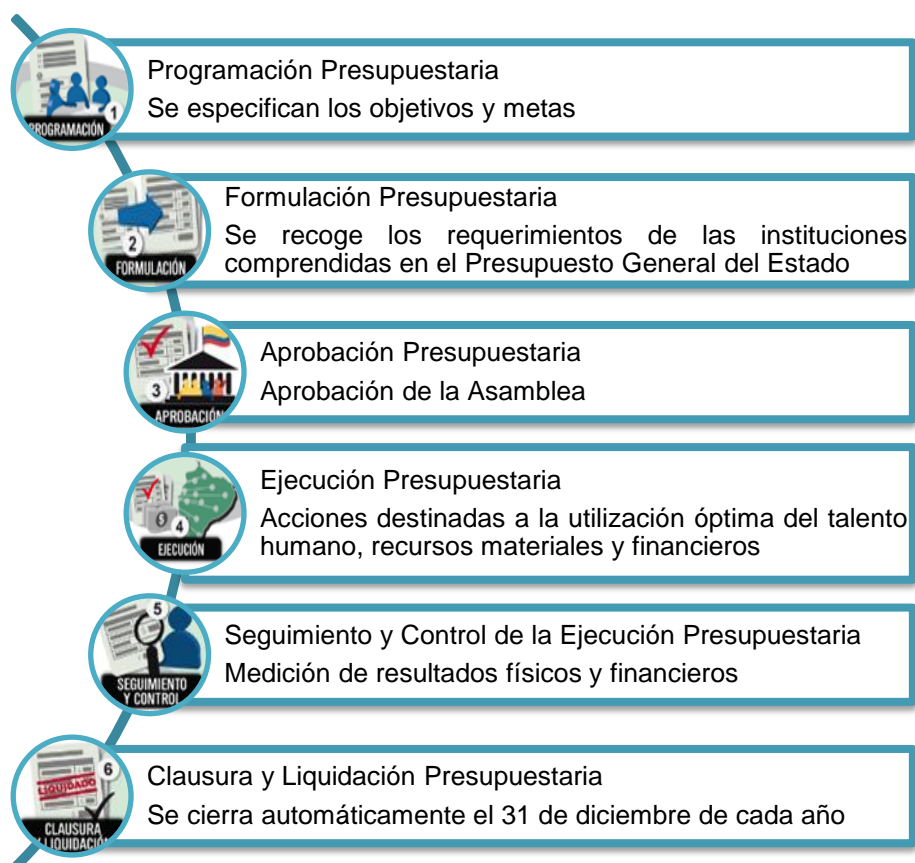 Programación Presupuestaria
Se especifican los objetivos y metas
1
PROGRAMACIÓN
Formulación Presupuestaria
Se recoge los requerimientos de las instituciones
comprendidas en el Presupuesto General del Estado
2
FORMULACIÓN
Aprobación Presupuestaria
Aprobación de la Asamblea
3
APROBACIÓN
Ejecución Presupuestaria
Acciones destinadas a la utilización óptima del talento
humano, recursos materiales y financieros
4
EJECUCIÓN
5
Seguimiento y Control de la Ejecución Presupuestaria
Medición de resultados físicos y financieros
SEGUIMIENTO
Y CONTROL
6
Clausura y Liquidación Presupuestaria
Se cierra automáticamente el 31 de diciembre de cada año
LIQUIDADO
CLAUSURA
Y LIQUIDACIÓN